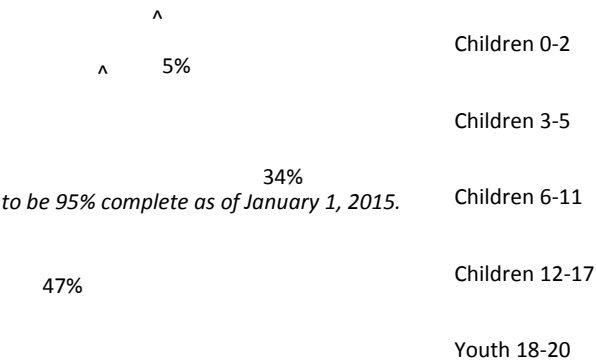 ^
Children 0-2
^ 5%
Children 3-5
34%
to be 95% complete as of January 1, 2015.
Children 6-11
47%
Children 12-17
Youth 18-20